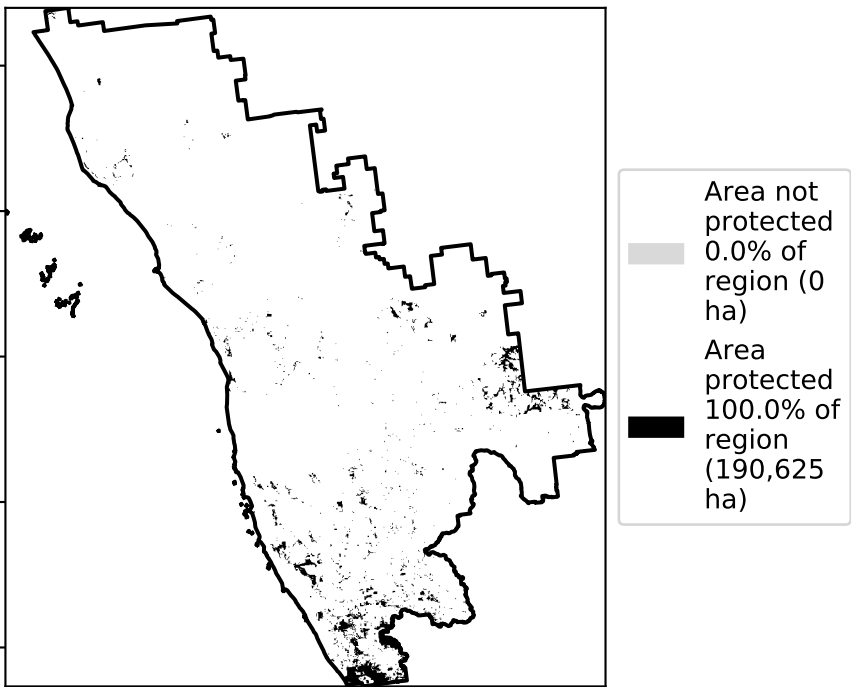 Area not
protected
0.0% of
region (0
ha)
Area
protected
100.0% of
region
(190,625
ha)